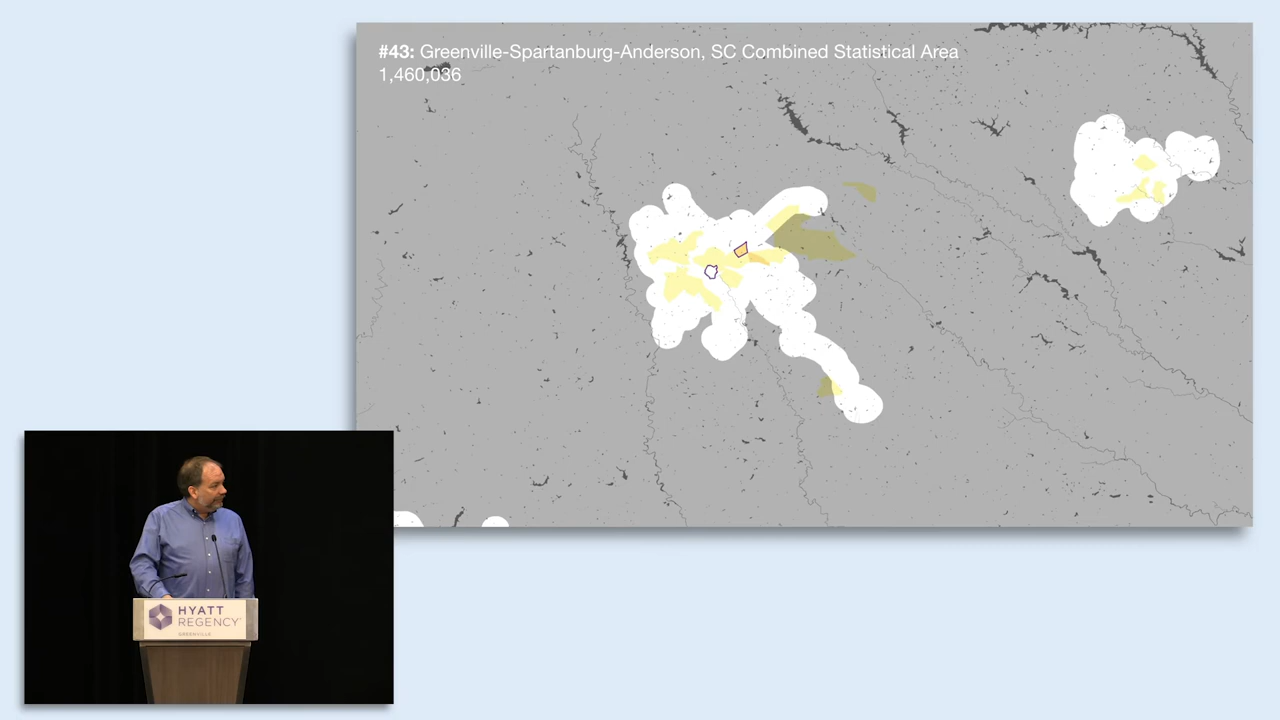 #43: Greenville-Spartanburg-Anderson, SC Combined Statistical Area
1,460,036
HYATT
REGENCY
GREENVILLE